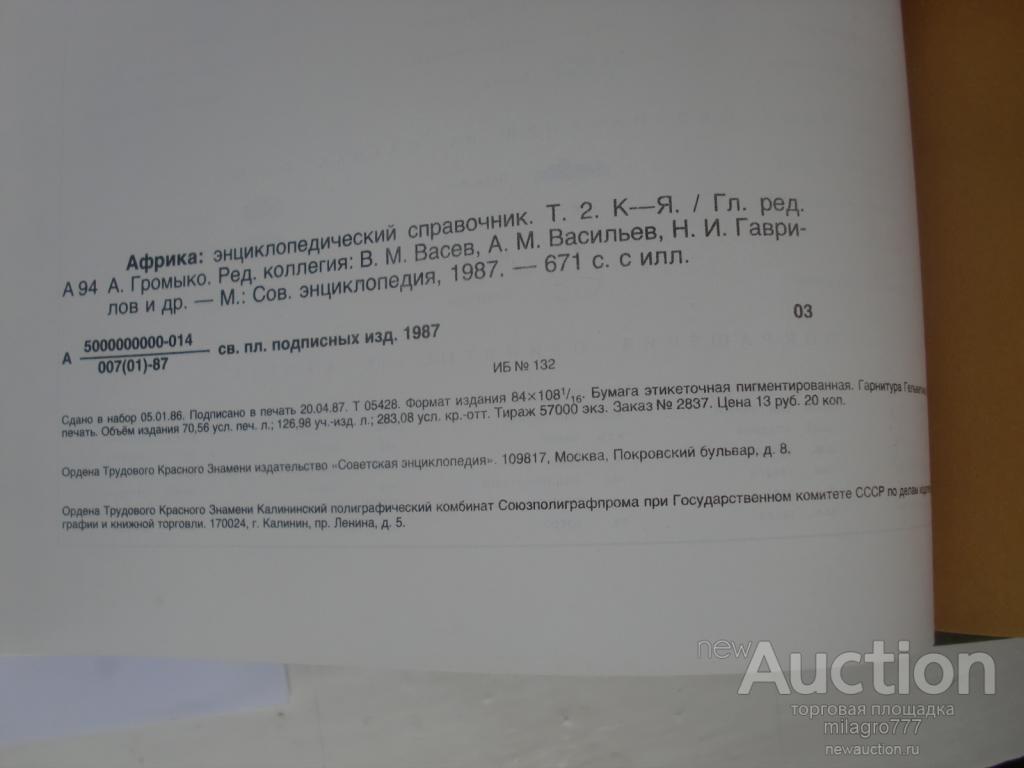 Африка: энциклопедический справочник. Т. 2. К—Я. / Гл. ред.
А 94 А. Громыко. Ред. коллегия: В. М. Васев, А. М. Васильев, Н. И. Гаври-
лов и др. — М.: Сов. энциклопедия, 1987. — 671 с. с илл.
03
А 5000000000-014 св. пл. подписных изд. 1987
007(01)-87
ИБ № 132
Сдано в набор 05.01.86. Подписано в печать 20.04.87. Т 05428. Формат издания 84×108 1/16. Бумага этикеточная пигментированная. Гарнитура
печать. Объём издания 70,56 усл. печ. л.; 126,98 уч.-изд. л.; 283,08 усл. кр.-отт. Тираж 57000 экз. Заказ № 2837. Цена 13 руб. 20 коп.
Ордена Трудового Красного Знамени издательство «Советская энциклопедия». 109817, Москва, Покровский бульвар, д. 8.
Ордена Трудового Красного Знамени Калининский полиграфический комбинат Союзполиграфпрома при Государственном комитете СССР по делам
графии и книжной торговли. 170024, г. Калинин, пр. Ленина, д. 5.
newAuction
торговая площадка
milagro777
newauction.ru